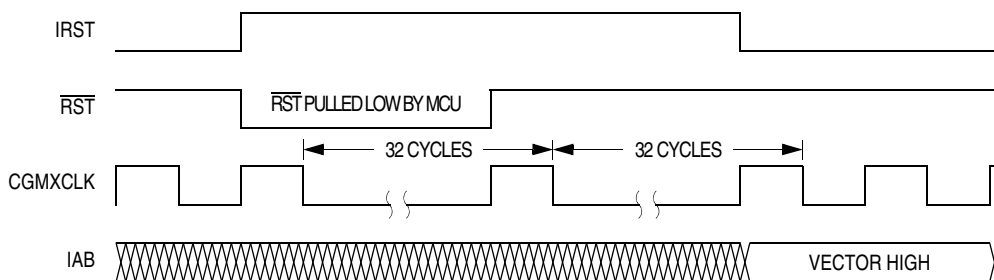 IRST
RST
RST PULLED LOW BY MCU
32 CYCLES
32 CYCLES
CGMXCLK
IAB
VECTOR HIGH